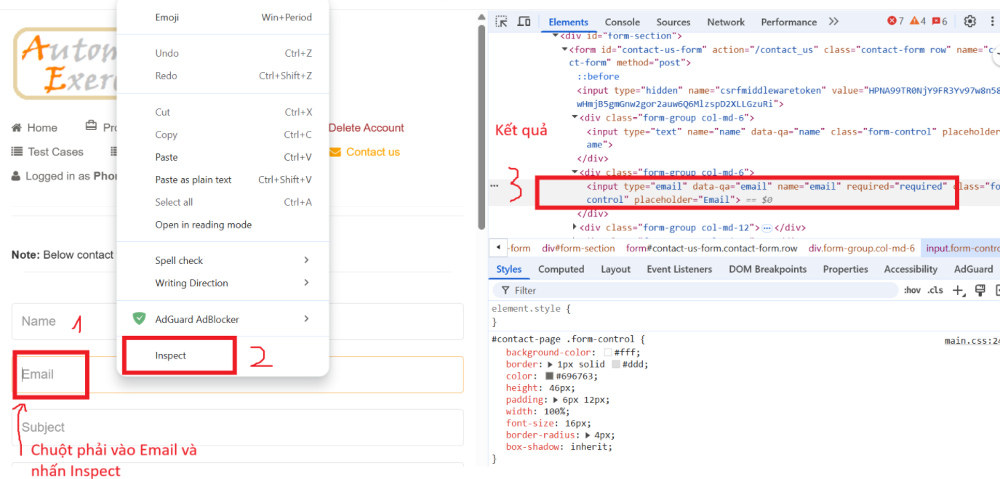 Emoji Win+Period
Undo Ctrl+Z
Redo Ctrl+Shift+Z
Cut Ctrl+X
Copy Ctrl+C
Paste Ctrl+V
Paste as plain text Ctrl+Shift+V
Select all Ctrl+A
Open in reading mode
Spell check
Writing Direction
AdGuard AdBlocker
Inspect
2
Autom
Exer
Home
Pro
Delete Account
Test Cases
Contact us
Logged in as Phon
Note: Below contact
Name 1
Email
Subject
Chuột phải vào Email và
nhấn Inspect
Elements Console Sources Network Performance 7 4 6
<div id="form-section">
<form id="contact-us-form" action="/contact_us" class="contact-form row" name="c
ct-form" method="post">
::before
<input type="hidden" name="csrfmiddlewaretoken" value="HPNA99TR0NjY9FR3Yv97w8n58
wHmjB5gmGnw2gor2auw6Q6MlzspD2XLLGzuRi">
<div class="form-group col-md-6">
Kết quả
<input type="text" name="name" data-qa="name" class="form-control" placeholder
ame">
</div>
<div class="form-group col-md-6">
3
<input type="email" data-qa="email" name="email" required="required" class="fo
control" placeholder="Email"> == $0
</div>
<div class="form-group col-md-12">…</div>
-form div#form-section form#contact-us-form.contact-form.row div.form-group.col-md-6 input.form-contro
Styles Computed Layout Event Listeners DOM Breakpoints Properties Accessibility AdGuard
Filter :hov .cls
element.style {
}
#contact-page .form-control { main.css:24
background-color: #fff;
border: 1px solid #ddd;
color: #696763;
height: 46px;
padding: 6px 12px;
width: 100%;
font-size: 16px;
border-radius: 4px;
box-shadow: inherit;
}